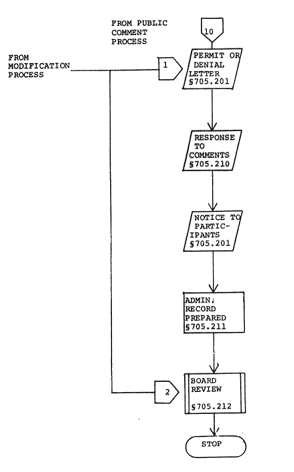 FROM PUBLIC
COMMENT
PROCESS
10
FROM
MODIFICATION
PROCESS
1
PERMIT OR
DENIAL
LETTER
§705.201
RESPONSE
TO
COMMENTS
§705.210
NOTICE TO
PARTIC-
IPANTS
§705.201
ADMIN.
RECORD
PREPARED
§705.211
2
BOARD
REVIEW
§705.212
STOP